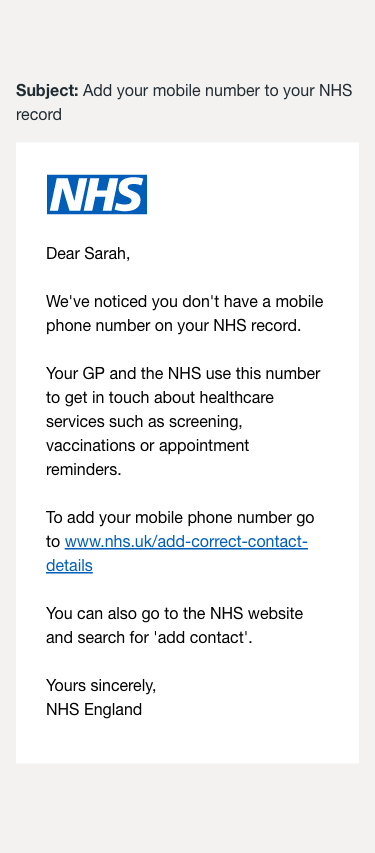 Subject: Add your mobile number to your NHS
record
NHS
Dear Sarah,
We've noticed you don't have a mobile
phone number on your NHS record.
Your GP and the NHS use this number
to get in touch about healthcare
services such as screening,
vaccinations or appointment
reminders.
To add your mobile phone number go
to www.nhs.uk/add-correct-contact-
details
You can also go to the NHS website
and search for 'add contact'.
Yours sincerely,
NHS England